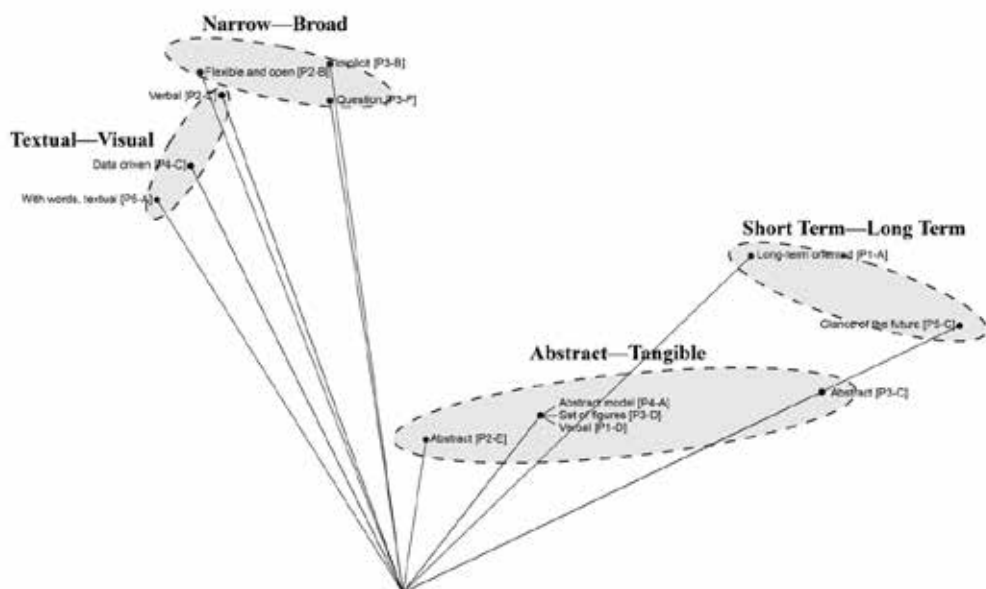 Narrow—Broad
Implicit [P3-B]
Flexible and open [P2-B]
Verbal [P2-
Question [P3-F]
Textual—Visual
Data driven [P4-C]
With words, textual [P5-A]
Short Term—Long Term
Long-term oriented [P1-A]
Glance of the future [P5-C]
Abstract—Tangible
Abstract model [P4-A]
Set of figures [P3-D]
Verbal [P1-D]
Abstract [P3-C]
Abstract [P2-E]